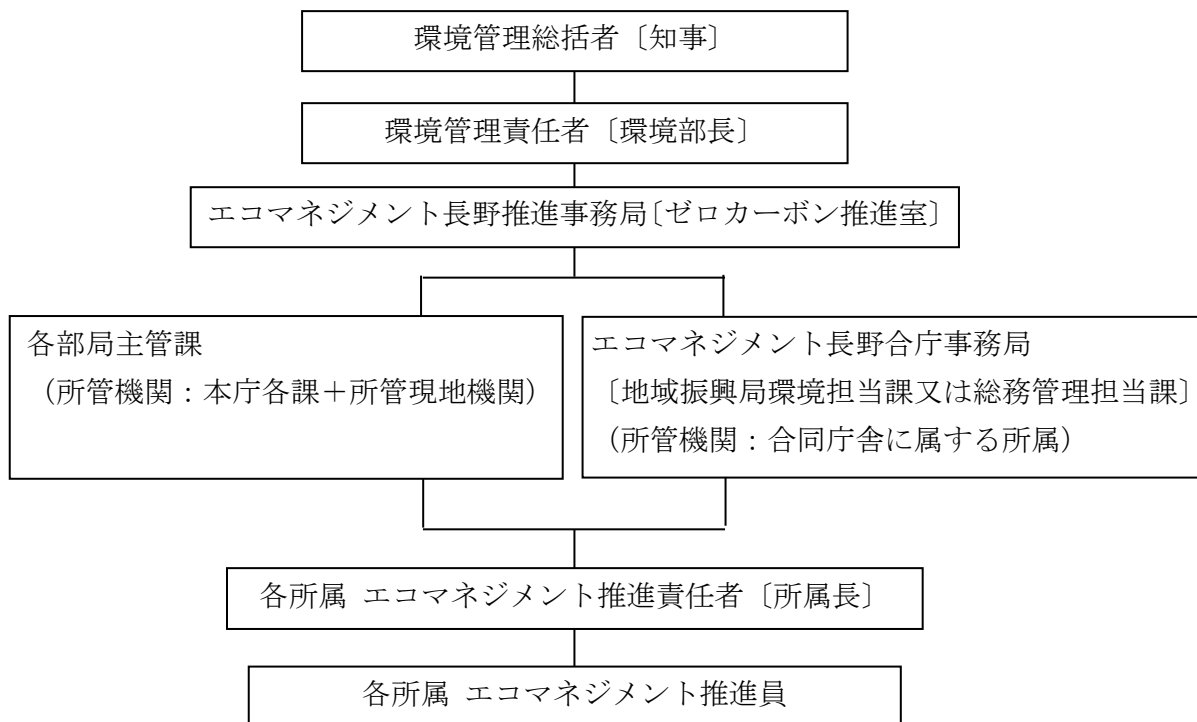 環境管理総括者〔知事〕
環境管理責任者〔環境部長〕
エコマネジメント長野推進事務局〔ゼロカーボン推進室〕
各部局主管課
（所管機関：本庁各課＋所管現地機関）
エコマネジメント長野合庁事務局
〔地域振興局環境担当課又は総務管理担当課〕
（所管機関：合同庁舎に属する所属）
各所属 エコマネジメント推進責任者〔所属長〕
各所属 エコマネジメント推進員